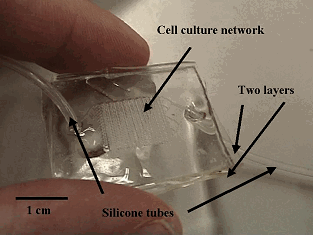 Cell culture network
Two layers
1 cm
Silicone tubes